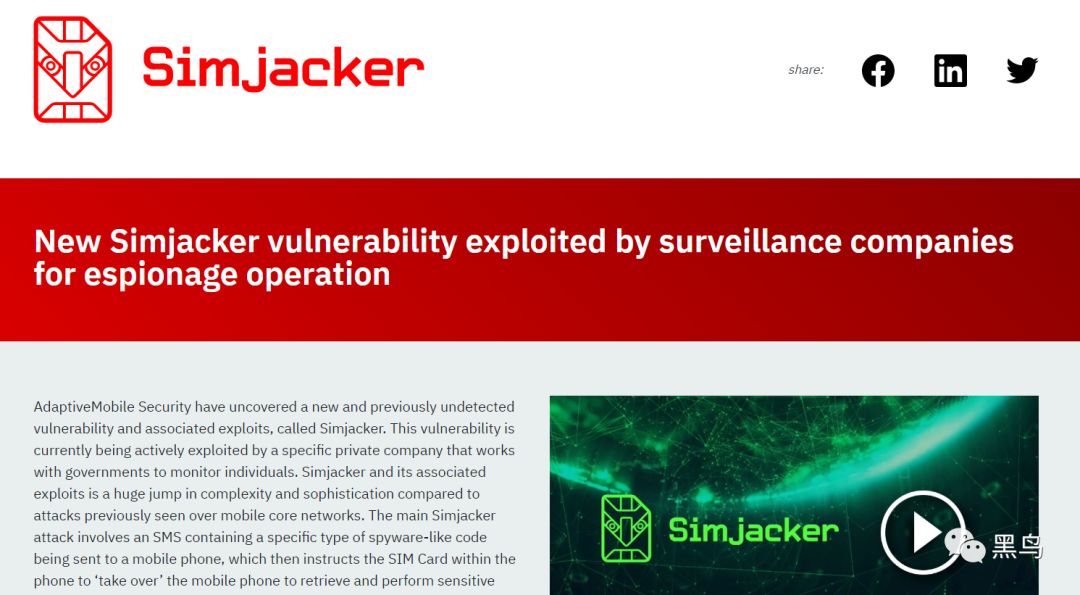 Simjacker
share:
New Simjacker vulnerability exploited by surveillance companies
for espionage operation
AdaptiveMobile Security have uncovered a new and previously undetected
vulnerability and associated exploits, called Simjacker. This vulnerability is
currently being actively exploited by a specific private company that works
with governments to monitor individuals. Simjacker and its associated
exploits is a huge jump in complexity and sophistication compared to
attacks previously seen over mobile core networks. The main Simjacker
attack involves an SMS containing a specific type of spyware-like code
being sent to a mobile phone, which then instructs the SIM Card within the
phone to ‘take over’ the mobile phone to retrieve and perform sensitive
Simjacker
黑鸟